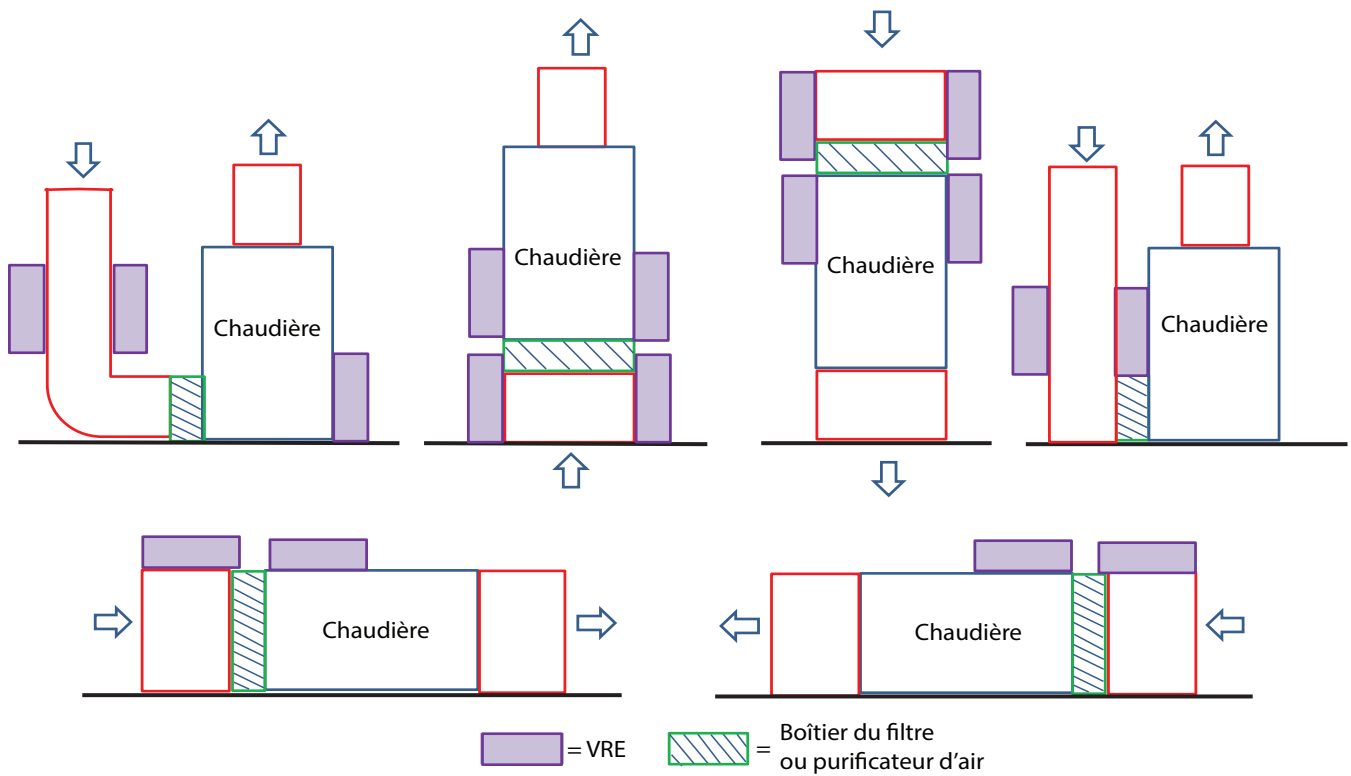 Chaudière
Chaudière
Chaudière
Chaudière
Chaudière
Chaudière
= VRE
= Boîtier du filtre
ou purificateur d'air